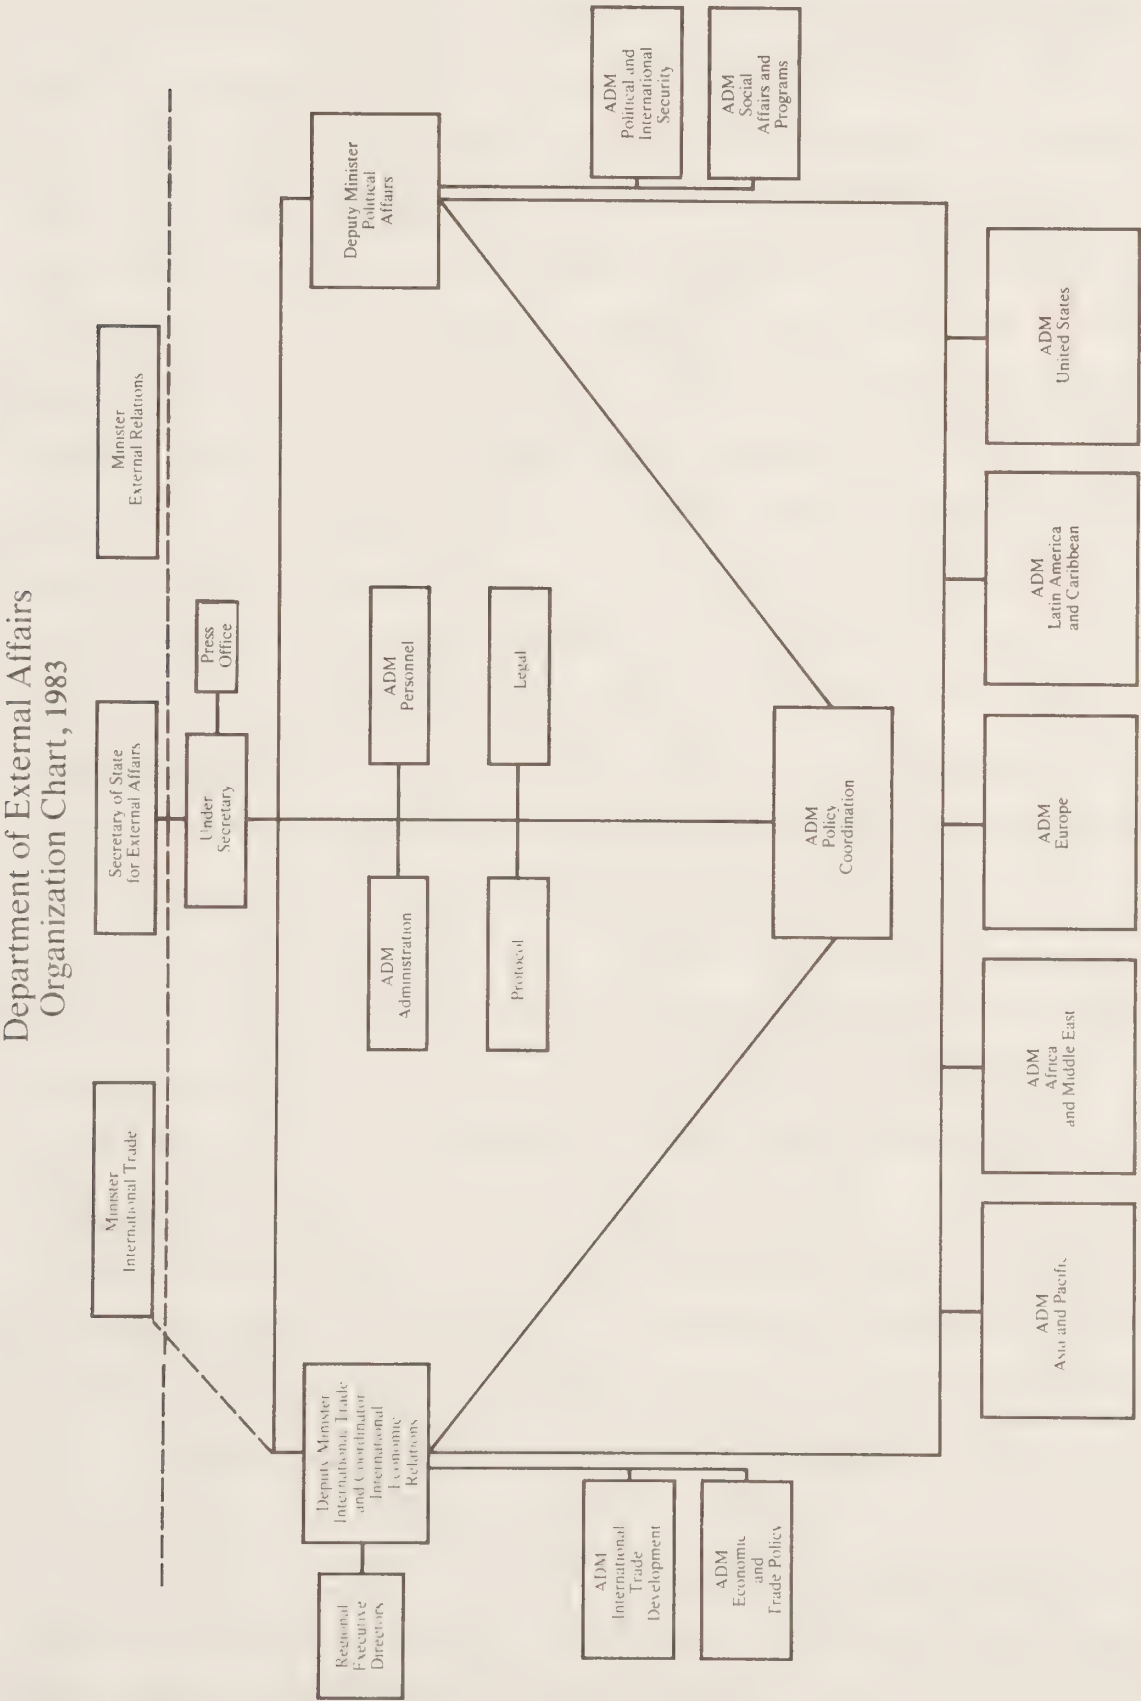 Department of External Affairs
Organization Chart, 1983
Minister
International Trade
Secretary of State
for External Affairs
Minister
External Relations
Under
Secretary
Press
Office
Regional
Executive
Directors
Deputy Minister
International Trade
and Coordinator
International
Economic
Relations
Deputy Minister
Political
Affairs
ADM
Administration
ADM
Personnel
Protocol
Legal
ADM
International
Trade
Development
ADM
Economic
and
Trade Policy
ADM
Political and
International
Security
ADM
Social
Affairs and
Programs
ADM
Policy
Coordination
ADM
Asia and Pacific
ADM
Africa
and Middle East
ADM
Europe
ADM
Latin America
and Caribbean
ADM
United States